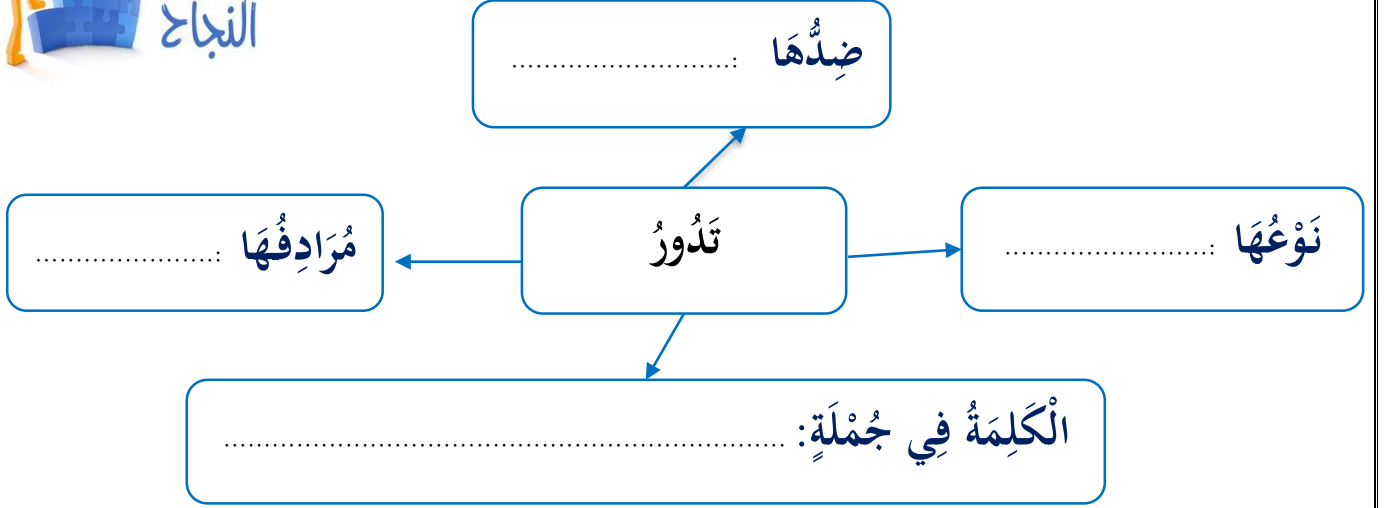 النجاح
ضِدُّهَا :...........................
نَوْعُهَا :.........................
تَدُورُ
مُرَادِفُهَا :......................
الْكَلِمَةُ فِي جُمْلَةٍ: ......................................................................